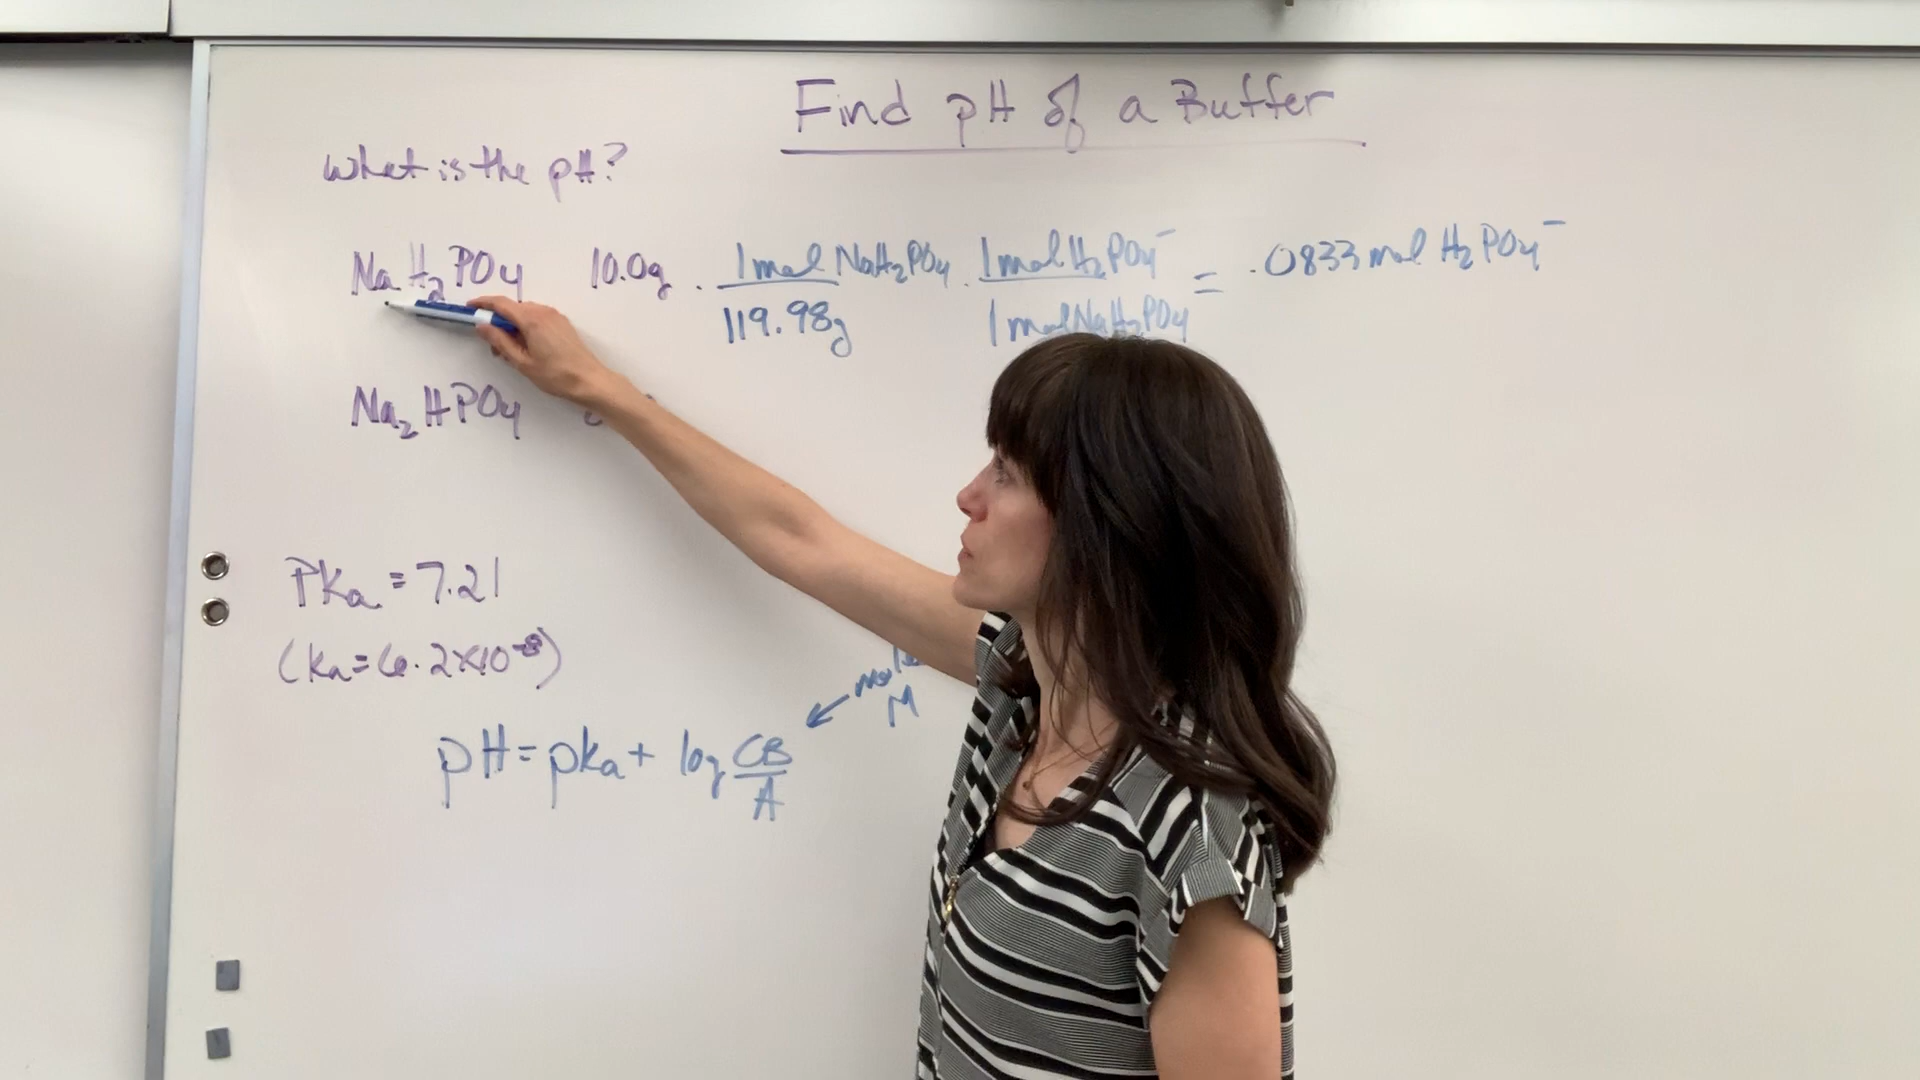 Find pH of a Buffer
What is the pH?
NaH₂PO₄ 10.0g · 1mol NaH₂PO₄ / 119.98g · 1mol H₂PO₄⁻ / 1mol NaH₂PO₄ = .0833 mol H₂PO₄⁻
Na₂HPO₄
PKa = 7.21
(Ka = 6.2x10⁻⁸)
M
pH = pka + log CB / A